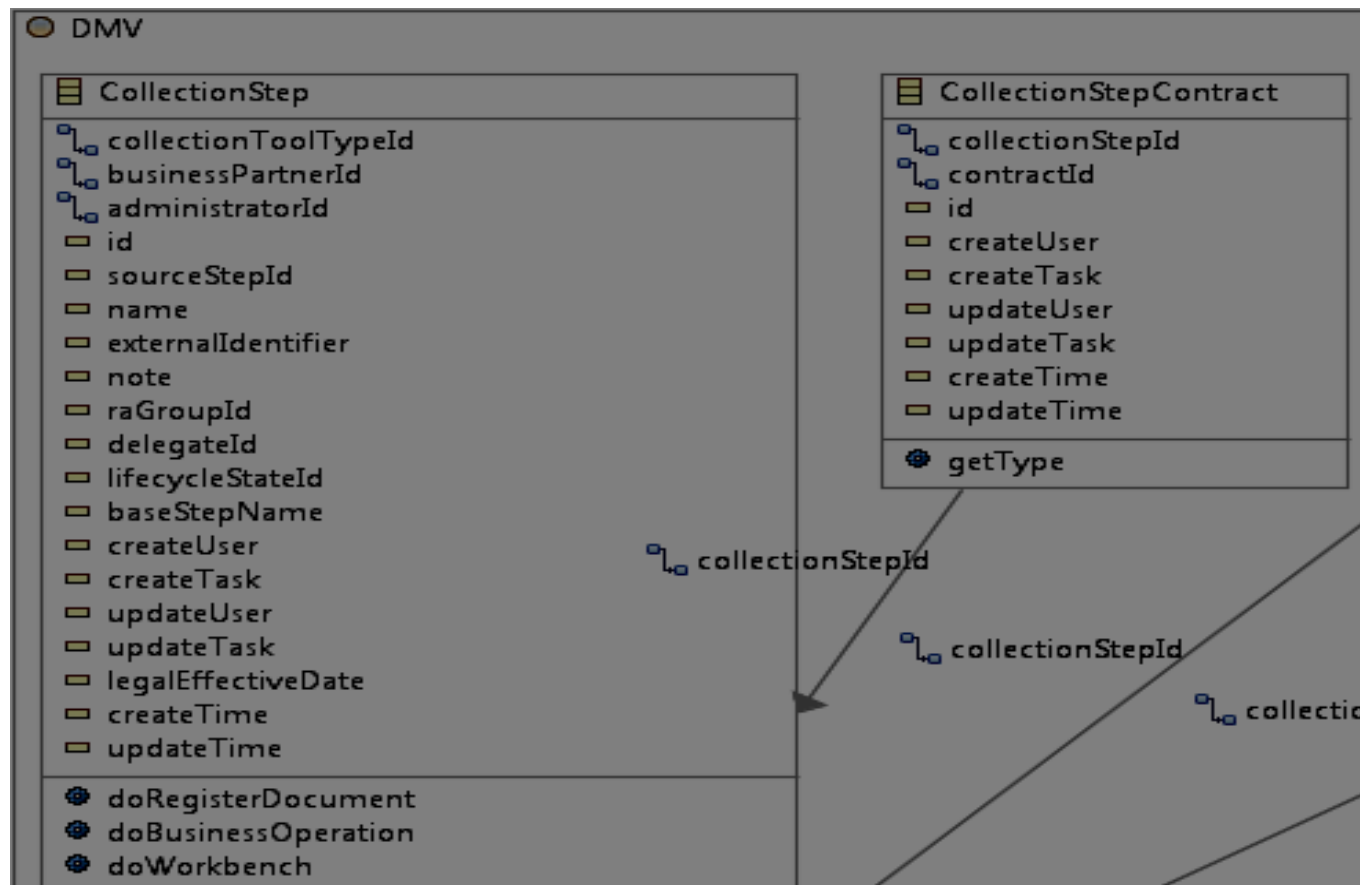 DMV
CollectionStep
collectionToolTypeId
businessPartnerId
administratorId
id
sourceStepId
name
externalIdentifier
note
raGroupId
delegateId
lifecycleStateId
baseStepName
createUser
createTask
updateUser
updateTask
legalEffectiveDate
createTime
updateTime
doRegisterDocument
doBusinessOperation
doWorkbench
CollectionStepContract
collectionStepId
contractId
id
createUser
createTask
updateUser
updateTask
createTime
updateTime
getType
collectionStepId
collectionStepId